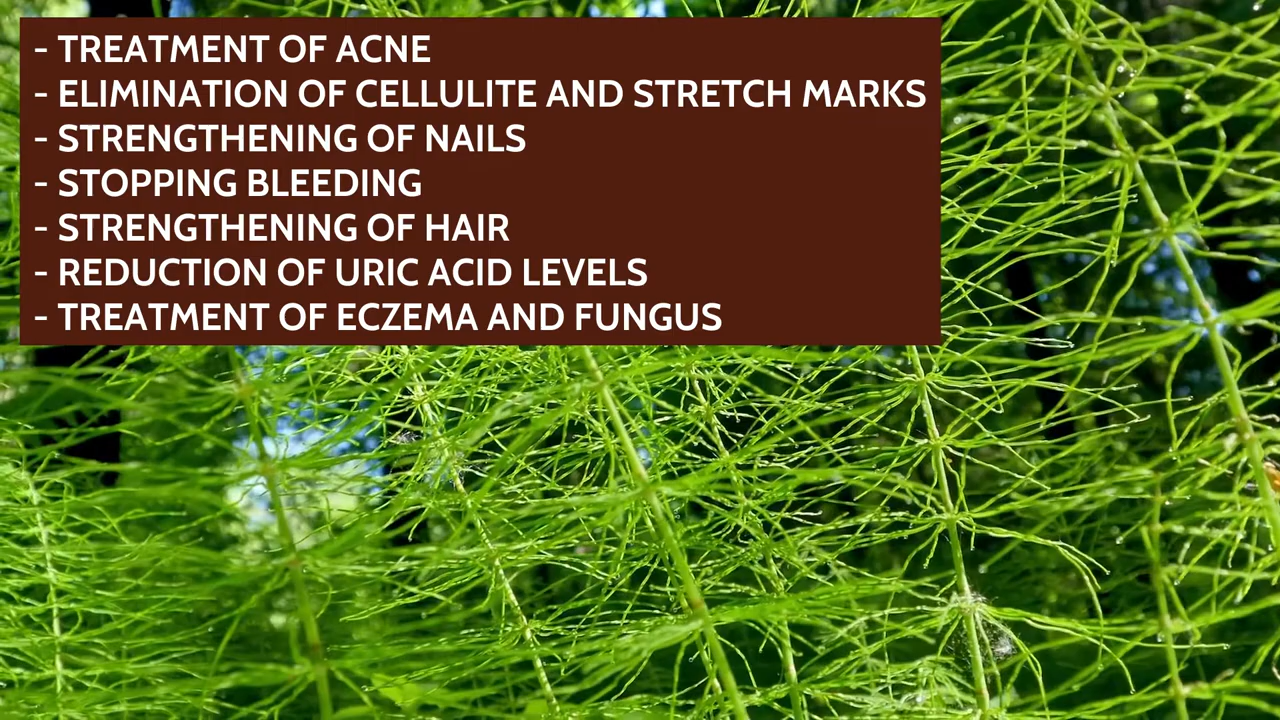 - TREATMENT OF ACNE
- ELIMINATION OF CELLULITE AND STRETCH MARKS
- STRENGTHENING OF NAILS
- STOPPING BLEEDING
- STRENGTHENING OF HAIR
- REDUCTION OF URIC ACID LEVELS
- TREATMENT OF ECZEMA AND FUNGUS